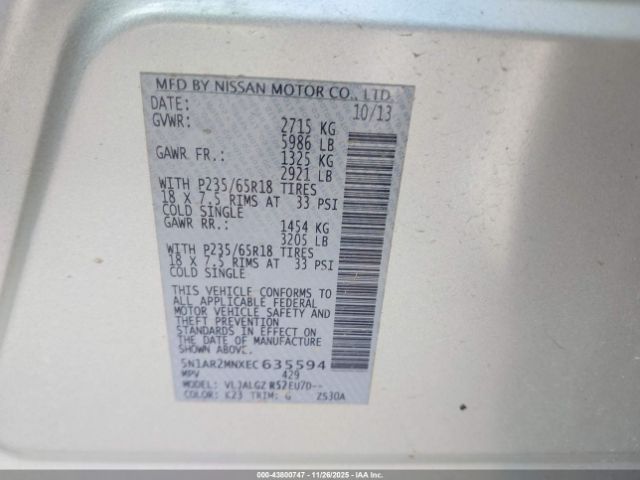 MFD BY NISSAN MOTOR CO., LTD.
DATE: 10/13
GVWR: 2715 KG
5986 LB
GAWR FR.: 1325 KG
2921 LB
WITH P235/65R18 TIRES
18 X 7.5 RIMS AT 33 PSI
COLD SINGLE
GAWR RR.: 1454 KG
3205 LB
WITH P235/65R18 TIRES
18 X 7.5 RIMS AT 33 PSI
COLD SINGLE
THIS VEHICLE CONFORMS TO
ALL APPLICABLE FEDERAL
MOTOR VEHICLE SAFETY AND
THEFT PREVENTION
STANDARDS IN EFFECT ON
THE DATE OF MANUFACTURE
SHOWN ABOVE.
5N1AR2MNXEC635594
MPV 429
MODEL: VLJALGZ R52EU7D--
COLOR: K23 TRIM: G Z530A
000-43800747 - 11/26/2025 - IAA Inc.